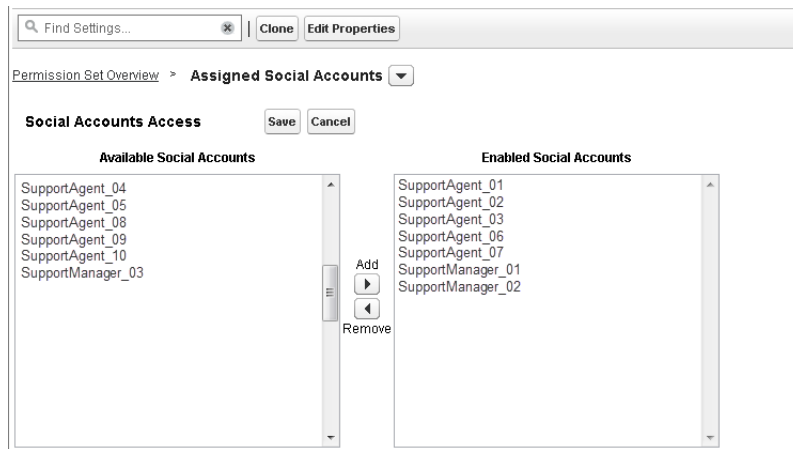 Find Settings... | Clone Edit Properties
Permission Set Overview > Assigned Social Accounts
Social Accounts Access Save Cancel
Available Social Accounts
SupportAgent_04
SupportAgent_05
SupportAgent_08
SupportAgent_09
SupportAgent_10
SupportManager_03
Add
Remove
Enabled Social Accounts
SupportAgent_01
SupportAgent_02
SupportAgent_03
SupportAgent_06
SupportAgent_07
SupportManager_01
SupportManager_02